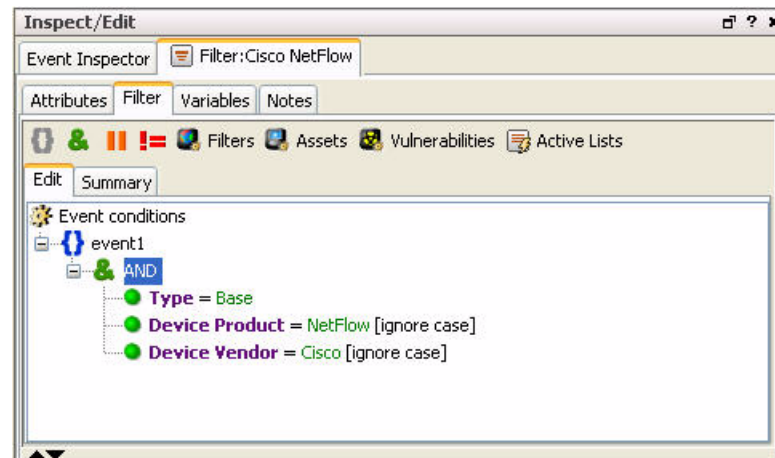 Inspect/Edit
Event Inspector Filter:Cisco NetFlow
Attributes Filter Variables Notes
{} & || != Filters Assets Vulnerabilities Active Lists
Edit Summary
Event conditions
{} event1
& AND
Type = Base
Device Product = NetFlow [ignore case]
Device Vendor = Cisco [ignore case]